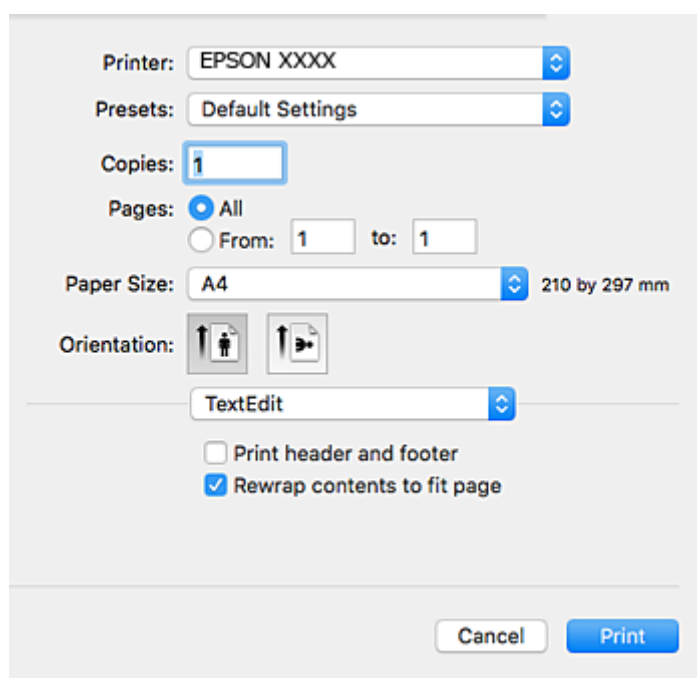 Printer: EPSON XXXX
Presets: Default Settings
Copies: 1
Pages: All
From: 1 to: 1
Paper Size: A4 210 by 297 mm
Orientation:
TextEdit
Print header and footer
Rewrap contents to fit page
Cancel Print